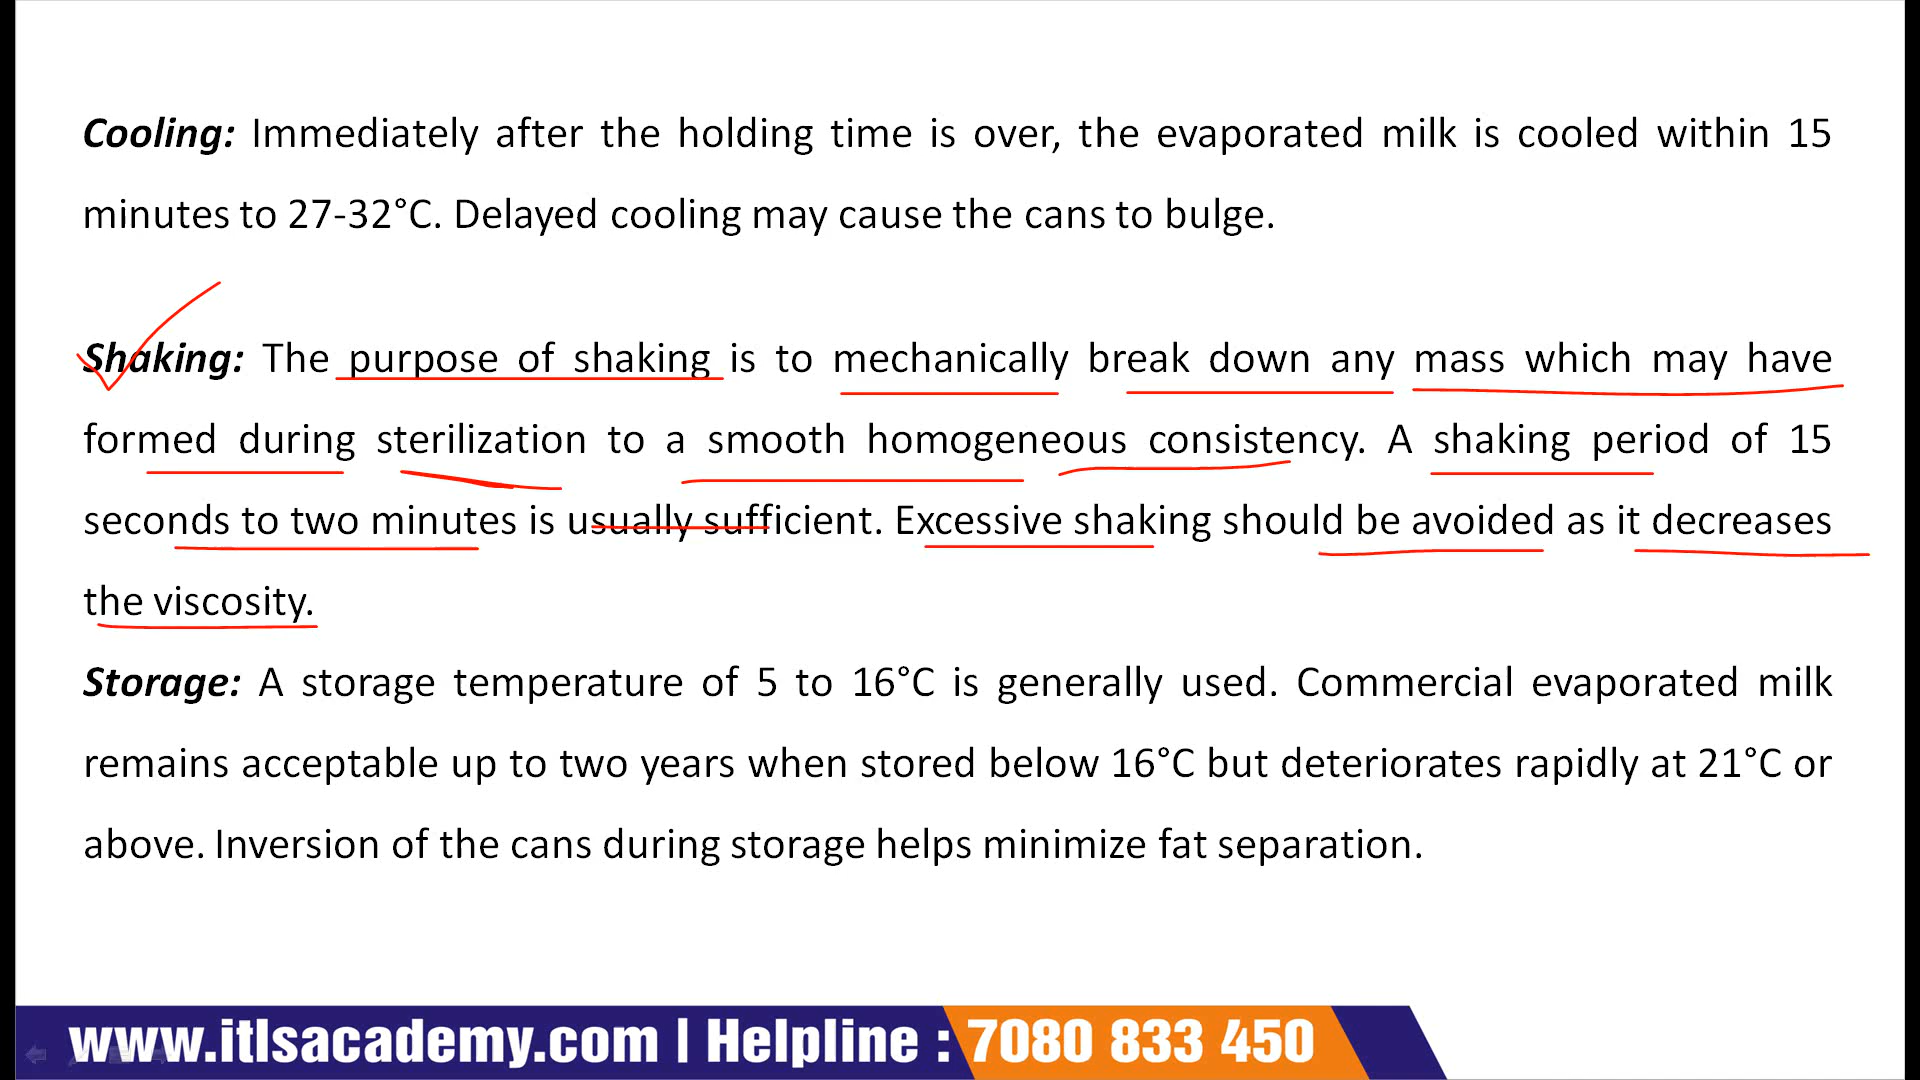 Cooling: Immediately after the holding time is over, the evaporated milk is cooled within 15
minutes to 27-32°C. Delayed cooling may cause the cans to bulge.
Shaking: The purpose of shaking is to mechanically break down any mass which may have
formed during sterilization to a smooth homogeneous consistency. A shaking period of 15
seconds to two minutes is usually sufficient. Excessive shaking should be avoided as it decreases
the viscosity.
Storage: A storage temperature of 5 to 16°C is generally used. Commercial evaporated milk
remains acceptable up to two years when stored below 16°C but deteriorates rapidly at 21°C or
above. Inversion of the cans during storage helps minimize fat separation.
www.itlsacademy.com | Helpline : 7080 833 450